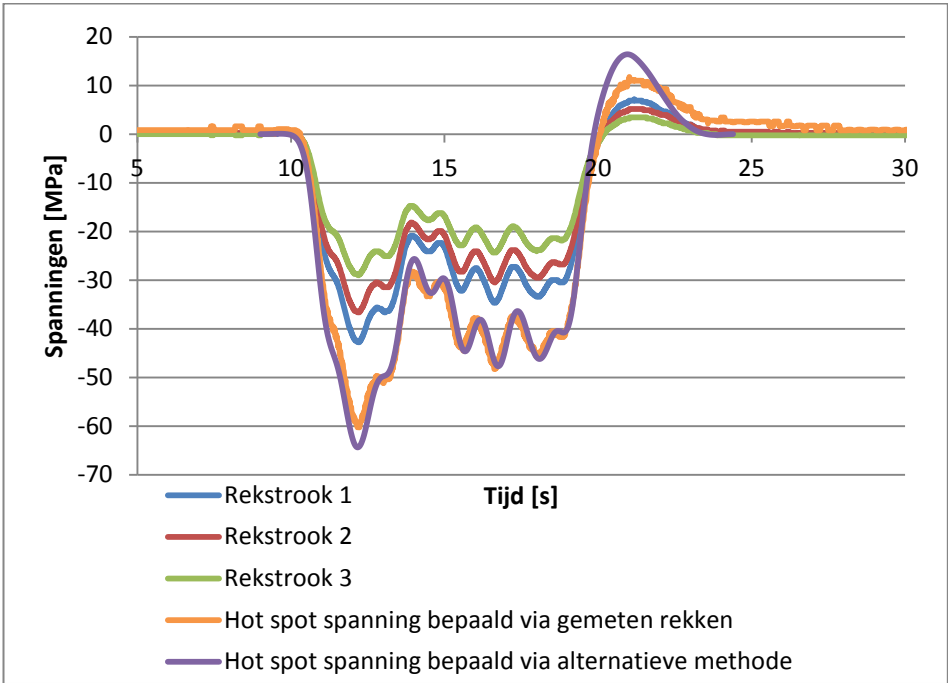 20
10
0
-10
-20
-30
-40
-50
-60
-70
5
10
15
20
25
30
Spanningen [MPa]
Tijd [s]
Rekstrook 1
Rekstrook 2
Rekstrook 3
Hot spot spanning bepaald via gemeten rekken
Hot spot spanning bepaald via alternatieve methode